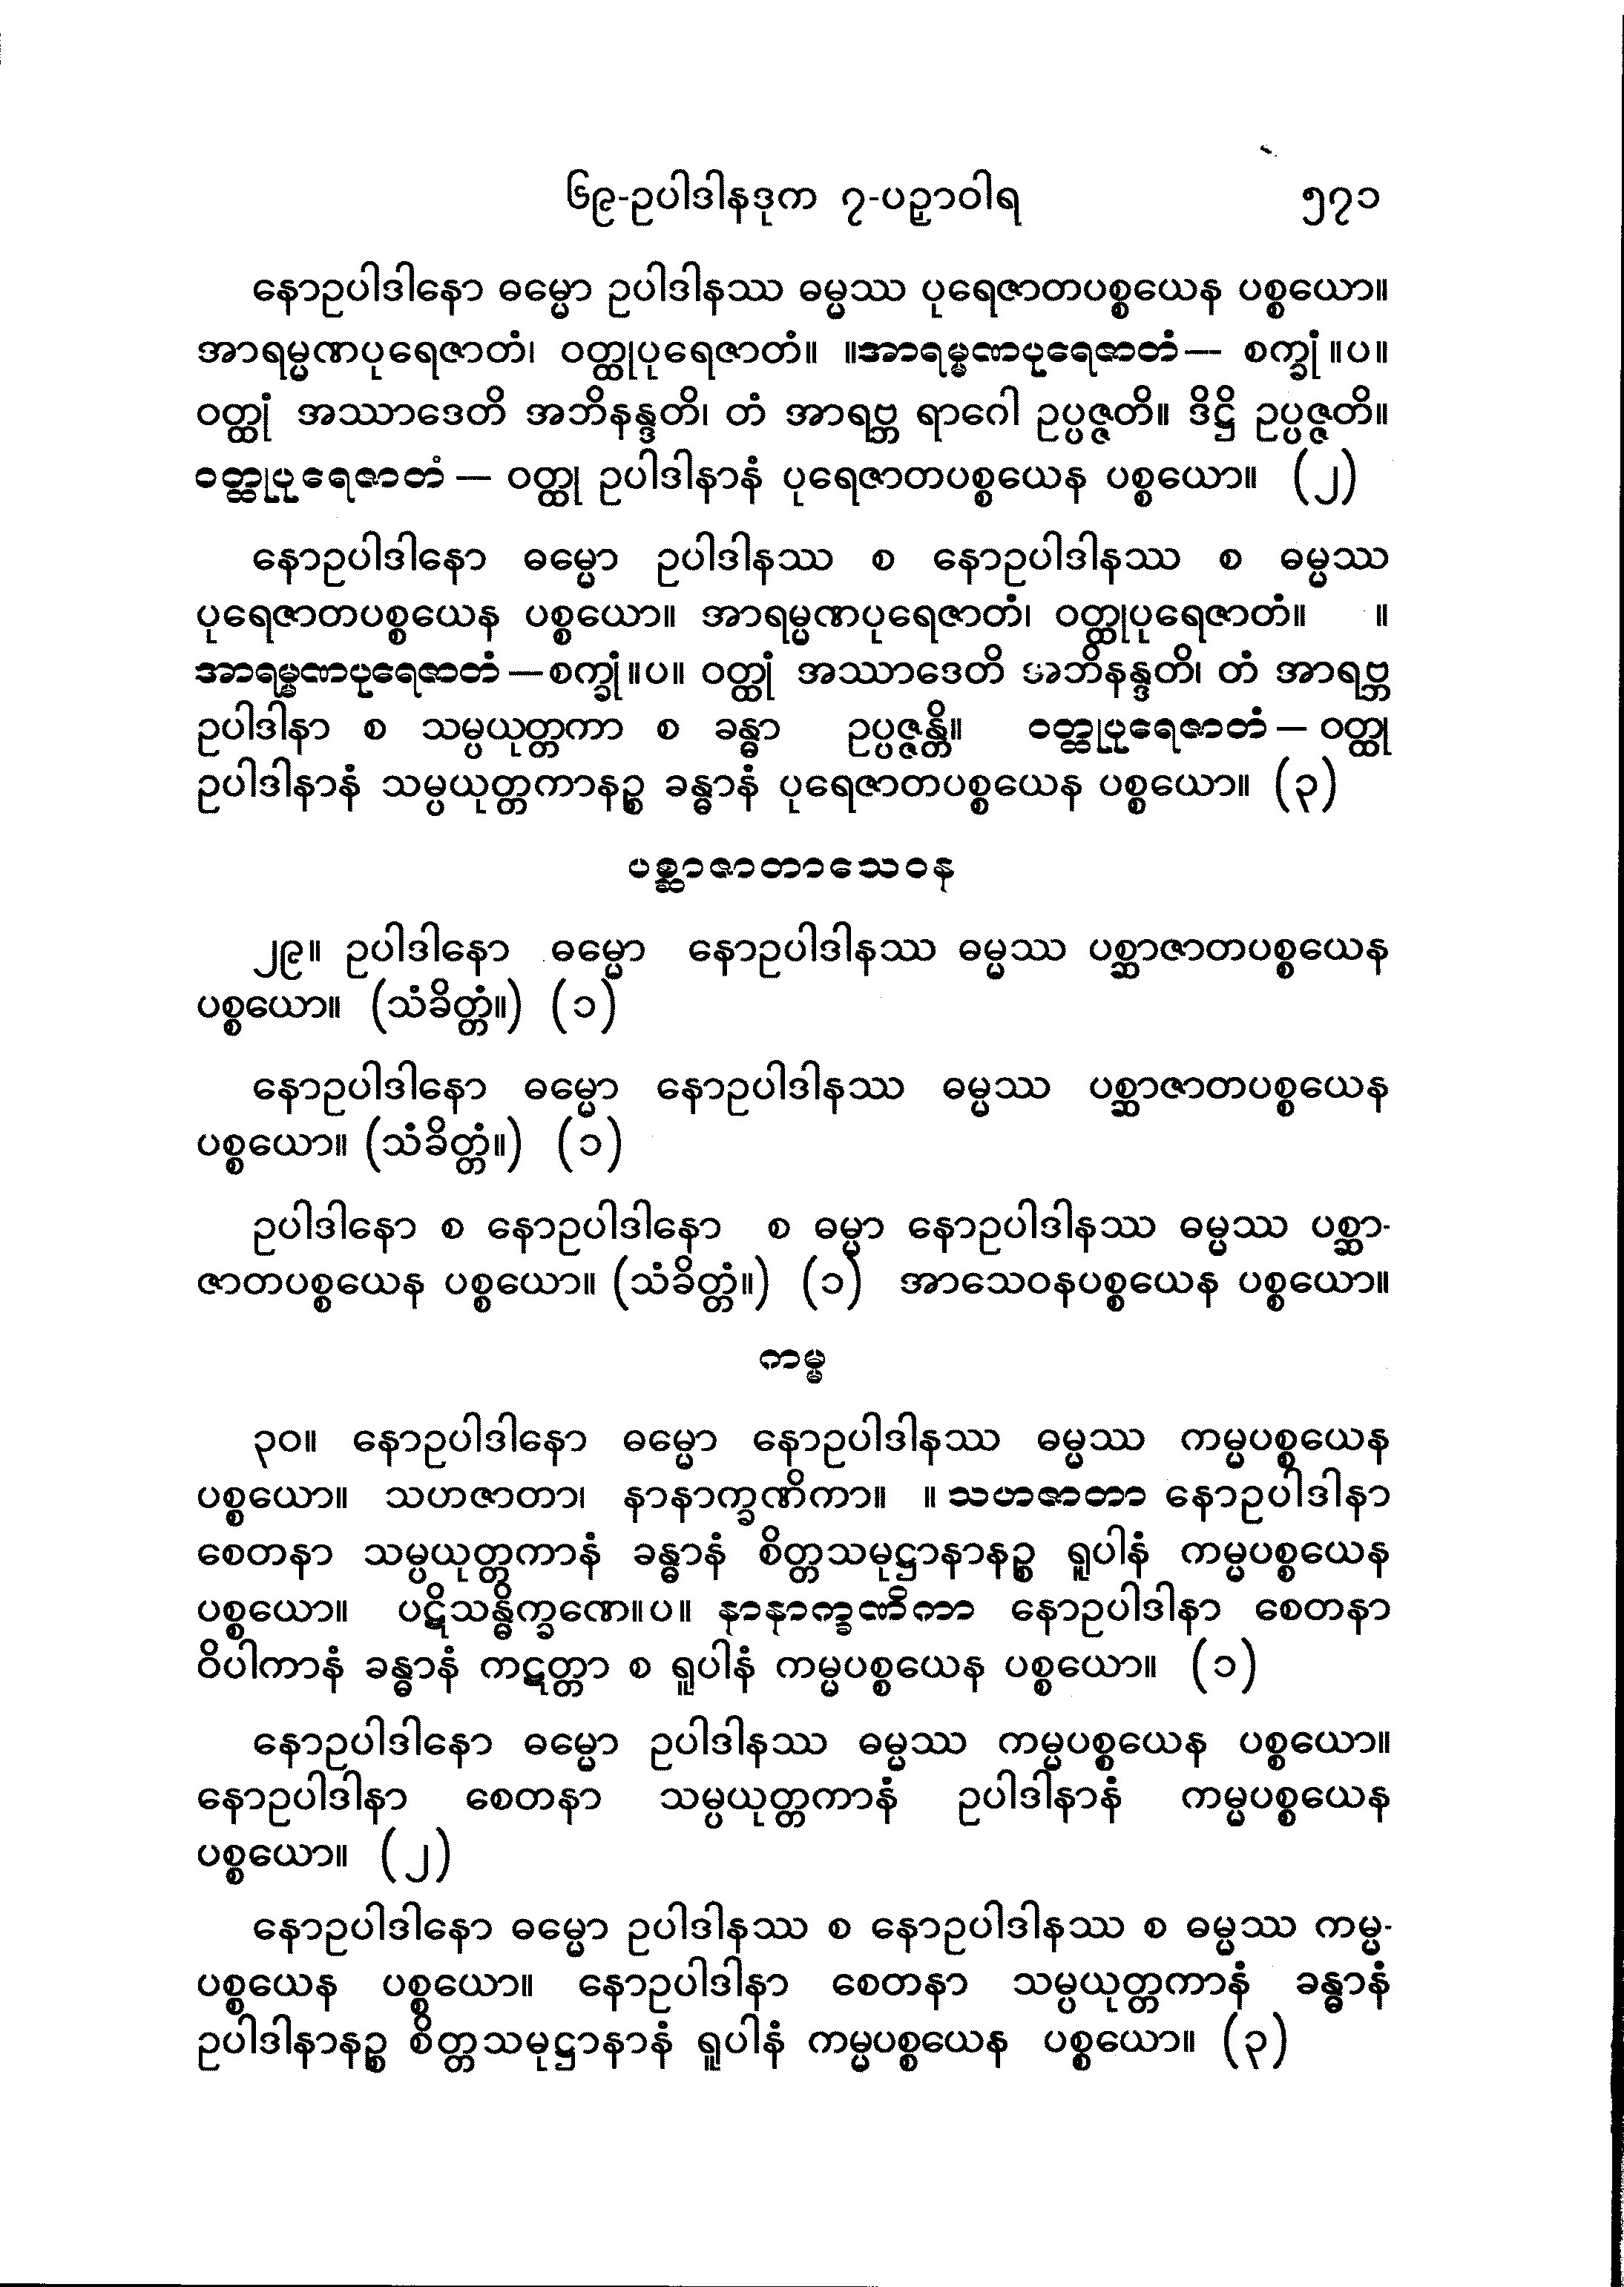 ၆၉-ဥပါဒါနဒုက ၇-ပဉှာဝါရ ၅၇၁
နောဥပါဒါနော ဓမ္မော ဥပါဒါနဿ ဓမ္မဿ ပုရေဇာတပစ္စယေန ပစ္စယော။
အာရမ္မဏပုရေဇာတံ၊ ဝတ္ထုပုရေဇာတံ။ ။အာရမ္မဏပုရေဇာတံ— စက္ခုံ ။ပ။
ဝတ္ထုံ အဿာဒေတိ အဘိနန္ဒတိ၊ တံ အာရဗ္ဘ ရာဂေါ ဥပ္ပဇ္ဇတိ။ ဒိဋ္ဌိ ဥပ္ပဇ္ဇတိ။
ဝတ္ထုပုရေဇာတံ — ဝတ္ထု ဥပါဒါနာနံ ပုရေဇာတပစ္စယေန ပစ္စယော။ (၂)
နောဥပါဒါနော ဓမ္မော ဥပါဒါနဿ စ နောဥပါဒါနဿ စ ဓမ္မဿ
ပုရေဇာတပစ္စယေန ပစ္စယော။ အာရမ္မဏပုရေဇာတံ၊ ဝတ္ထုပုရေဇာတံ။ ။
အာရမ္မဏပုရေဇာတံ —စက္ခုံ။ပ။ ဝတ္ထုံ အဿာဒေတိ အဘိနန္ဒတိ၊ တံ အာရဗ္ဘ
ဥပါဒါနာ စ သမ္ပယုတ္တကာ စ ခန္ဓာ ဥပ္ပဇ္ဇန္တိ။ ဝတ္ထုပုရေဇာတံ — ဝတ္ထု
ဥပါဒါနာနံ သမ္ပယုတ္တကာနဉ္စ ခန္ဓာနံ ပုရေဇာတပစ္စယေန ပစ္စယော။ (၃)
ပစ္ဆာဇာတာသေဝန
၂၉။ ဥပါဒါနော ဓမ္မော နောဥပါဒါနဿ ဓမ္မဿ ပစ္ဆာဇာတပစ္စယေန
ပစ္စယော။ (သံခိတ္တံ။) (၁)
နောဥပါဒါနော ဓမ္မော နောဥပါဒါနဿ ဓမ္မဿ ပစ္ဆာဇာတပစ္စယေန
ပစ္စယော။ (သံခိတ္တံ။) (၁)
ဥပါဒါနော စ နောဥပါဒါနော စ ဓမ္မာ နောဥပါဒါနဿ ဓမ္မဿ ပစ္ဆာ-
ဇာတပစ္စယေန ပစ္စယော။ (သံခိတ္တံ။) (၁) အာသေဝနပစ္စယေန ပစ္စယော။
ကမ္မ
၃၀။ နောဥပါဒါနော ဓမ္မော နောဥပါဒါနဿ ဓမ္မဿ ကမ္မပစ္စယေန
ပစ္စယော။ သဟဇာတာ၊ နာနာက္ခဏိကာ။ ။ သဟဇာတာ နောဥပါဒါနာ
စေတနာ သမ္ပယုတ္တကာနံ ခန္ဓာနံ စိတ္တသမုဋ္ဌာနာနဉ္စ ရူပါနံ ကမ္မပစ္စယေန
ပစ္စယော။ ပဋိသန္ဓိက္ခဏေ။ပ။ နာနာက္ခဏိကာ နောဥပါဒါနာ စေတနာ
ဝိပါကာနံ ခန္ဓာနံ ကဋတ္တာ စ ရူပါနံ ကမ္မပစ္စယေန ပစ္စယော။ (၁)
နောဥပါဒါနော ဓမ္မော ဥပါဒါနဿ ဓမ္မဿ ကမ္မပစ္စယေန ပစ္စယော။
နောဥပါဒါနာ စေတနာ သမ္ပယုတ္တကာနံ ဥပါဒါနာနံ ကမ္မပစ္စယေန
ပစ္စယော။ (၂)
နောဥပါဒါနော ဓမ္မော ဥပါဒါနဿ စ နောဥပါဒါနဿ စ ဓမ္မဿ ကမ္မ-
ပစ္စယေန ပစ္စယော။ နောဥပါဒါနာ စေတနာ သမ္ပယုတ္တကာနံ ခန္ဓာနံ
ဥပါဒါနာနဉ္စ စိတ္တသမုဋ္ဌာနာနံ ရူပါနံ ကမ္မပစ္စယေန ပစ္စယော။ (၃)